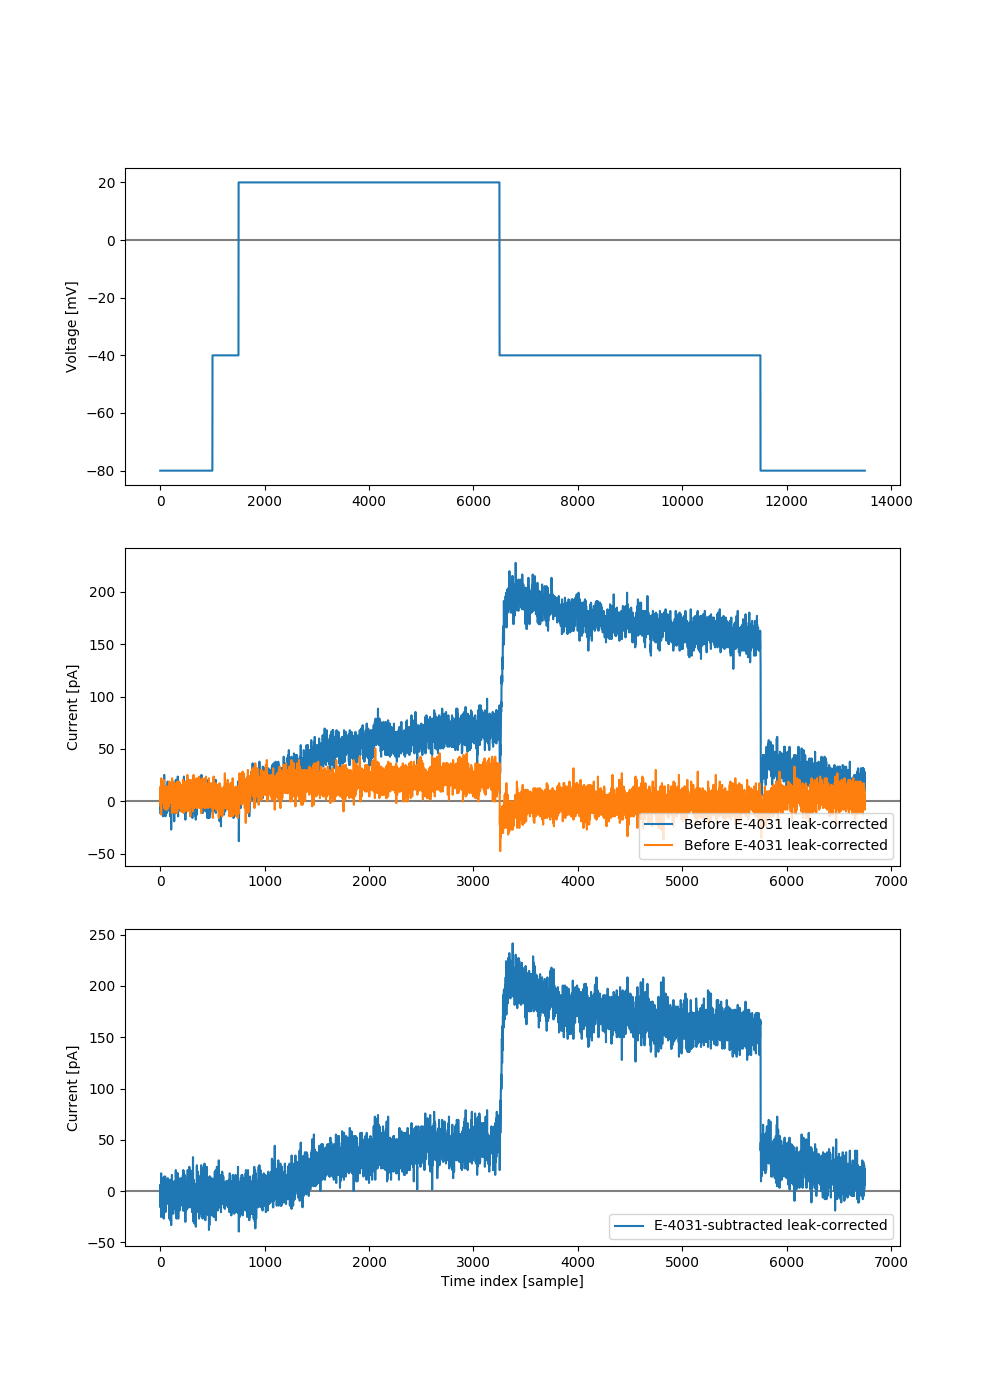 20
0
−20
−40
−60
−80
Voltage [mV]
0 2000 4000 6000 8000 10000 12000 14000
200
150
100
50
0
−50
Current [pA]
Before E-4031 leak-corrected
Before E-4031 leak-corrected
0 1000 2000 3000 4000 5000 6000 7000
250
200
150
100
50
0
−50
Current [pA]
E-4031-subtracted leak-corrected
0 1000 2000 3000 4000 5000 6000 7000
Time index [sample]